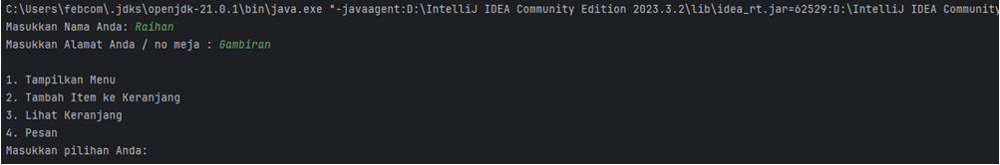 C:\Users\febcom\.jdks\openjdk-21.0.1\bin\java.exe "-javaagent:D:\IntelliJ IDEA Community Edition 2023.3.2\lib\idea_rt.jar=62529:D:\IntelliJ IDEA Community
Masukkan Nama Anda: Raihan
Masukkan Alamat Anda / no meja : Gambiran
1. Tampilkan Menu
2. Tambah Item ke Keranjang
3. Lihat Keranjang
4. Pesan
Masukkan pilihan Anda: